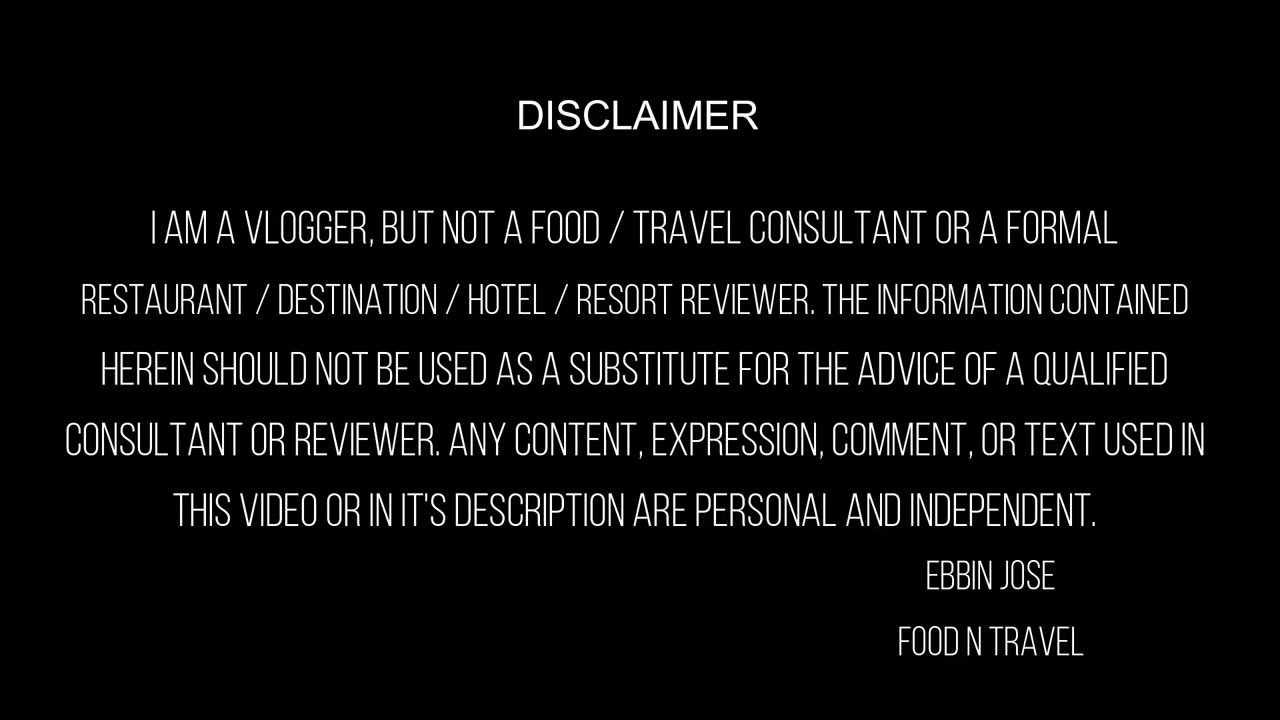 DISCLAIMER
I AM A VLOGGER, BUT NOT A FOOD / TRAVEL CONSULTANT OR A FORMAL
RESTAURANT / DESTINATION / HOTEL / RESORT REVIEWER. THE INFORMATION CONTAINED
HEREIN SHOULD NOT BE USED AS A SUBSTITUTE FOR THE ADVICE OF A QUALIFIED
CONSULTANT OR REVIEWER. ANY CONTENT, EXPRESSION, COMMENT, OR TEXT USED IN
THIS VIDEO OR IN IT'S DESCRIPTION ARE PERSONAL AND INDEPENDENT.
EBBIN JOSE
FOOD N TRAVEL